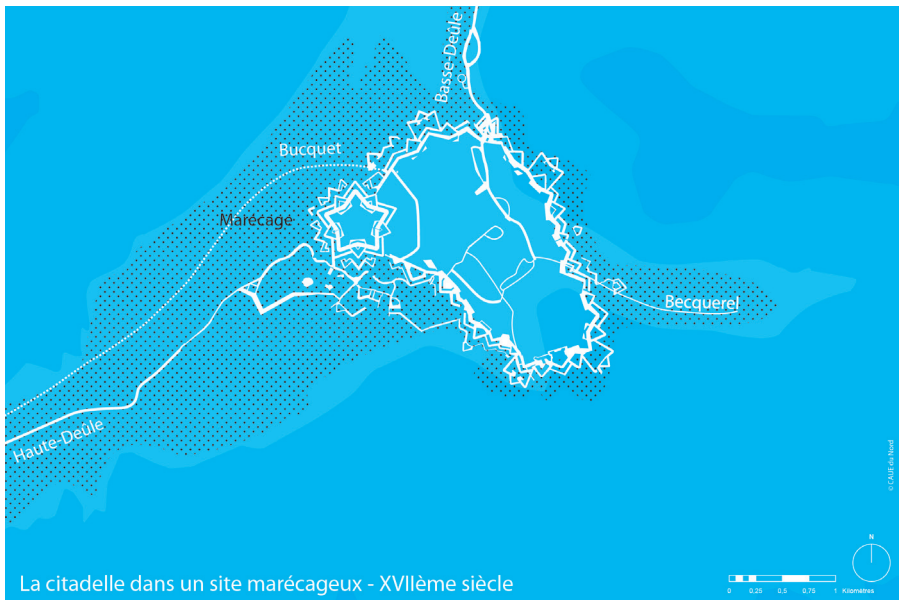 Basse-Deûle
Bucquet
Marécage
Becquerel
Haute-Deûle
© CAUE du Nord
N
0 0,25 0,5 0,75 1 Kilomètres
La citadelle dans un site marécageux - XVIIème siècle